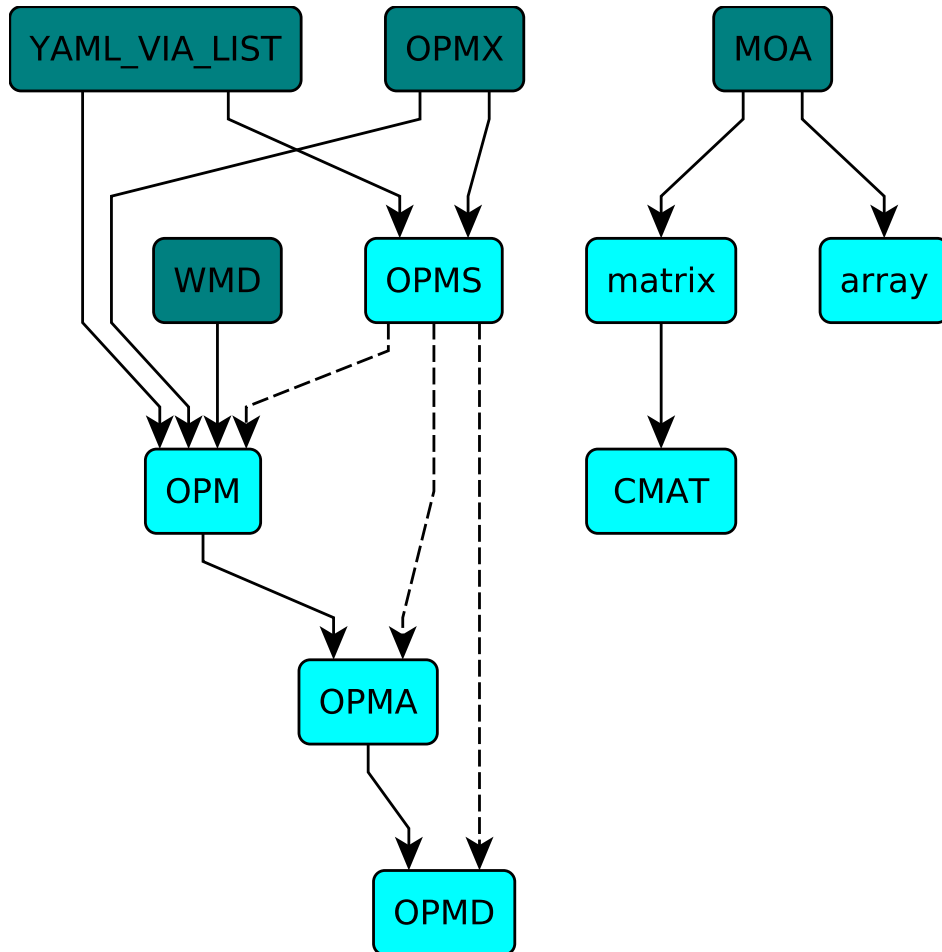 YAML_VIA_LIST
OPMX
MOA
WMD
OPMS
matrix
array
OPM
CMAT
OPMA
OPMD